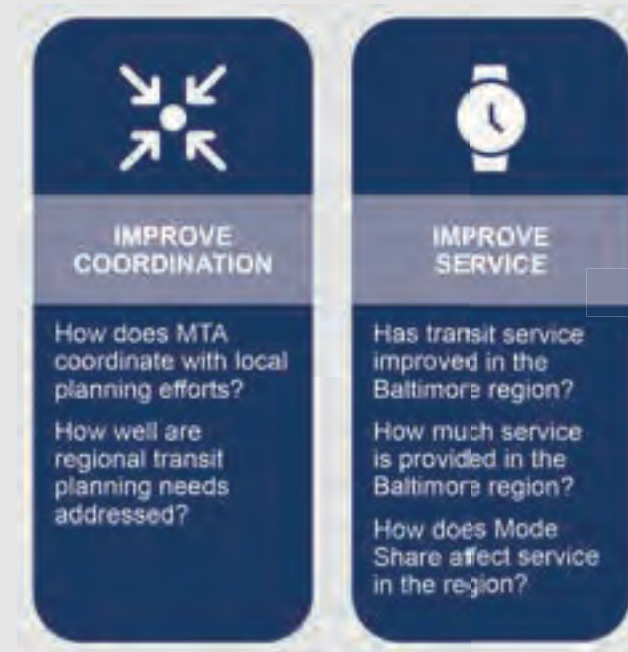 IMPROVE
COORDINATION
How does MTA
coordinate with local
planning efforts?
How well are
regional transit
planning needs
addressed?
IMPROVE
SERVICE
Has transit service
improved in the
Baltimore region?
How much service
is provided in the
Baltimore region?
How does Mode
Share affect service
in the region?